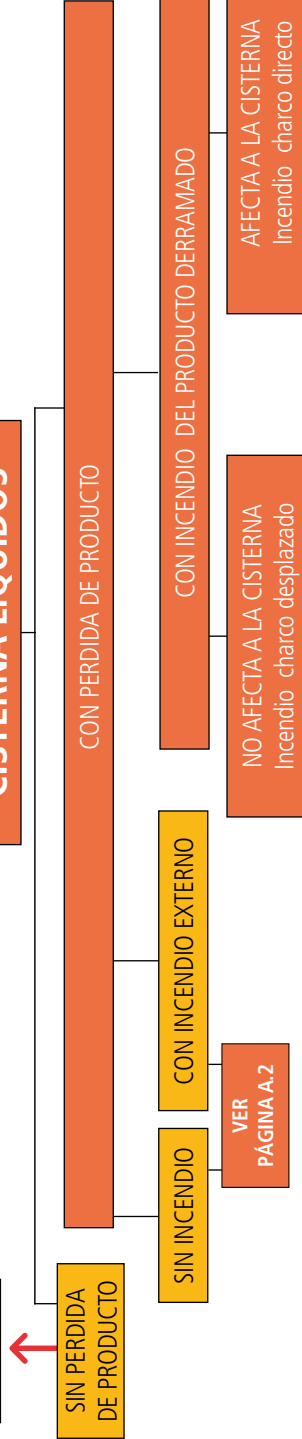 CISTERNA LÍQUIDOS
SIN PERDIDA
DE PRODUCTO
CON PERDIDA DE PRODUCTO
SIN INCENDIO
CON INCENDIO EXTERNO
CON INCENDIO DEL PRODUCTO DERRAMADO
VER
PÁGINA A.2
NO AFECTA A LA CISTERNA
Incendio charco desplazado
AFECTA A LA CISTERNA
Incendio charco directo